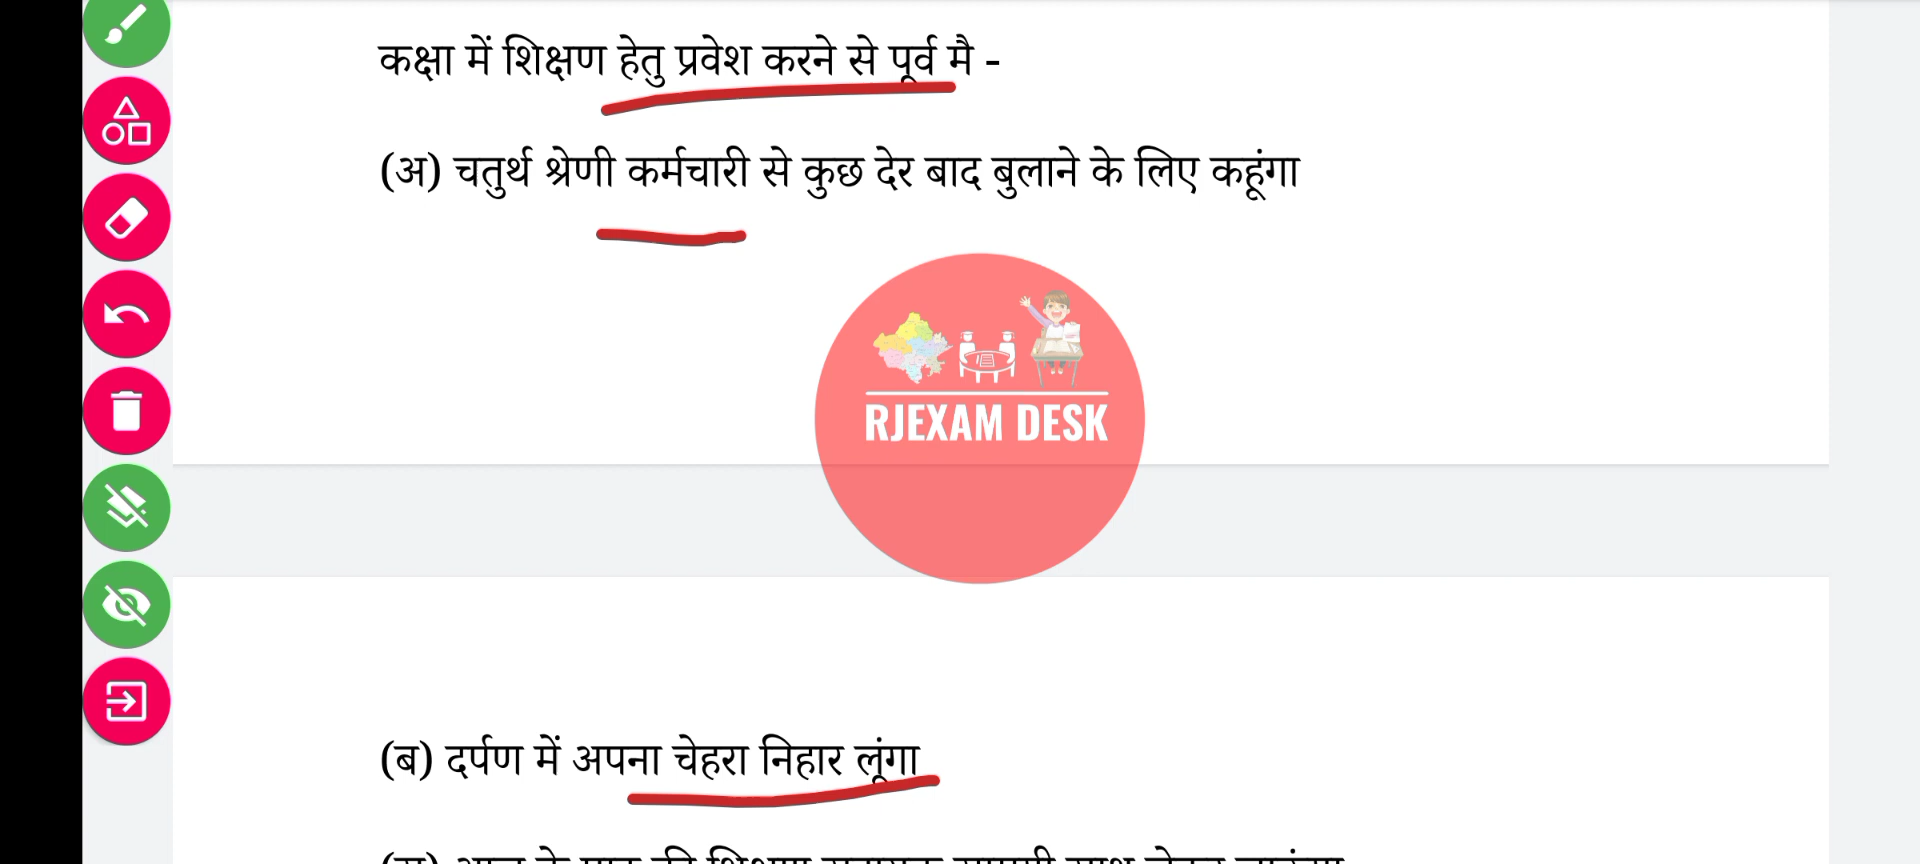 कक्षा में शिक्षण हेतु प्रवेश करने से पूर्व मै -
(अ) चतुर्थ श्रेणी कर्मचारी से कुछ देर बाद बुलाने के लिए कहूंगा
RJEXAM DESK
(ब) दर्पण में अपना चेहरा निहार लूंगा